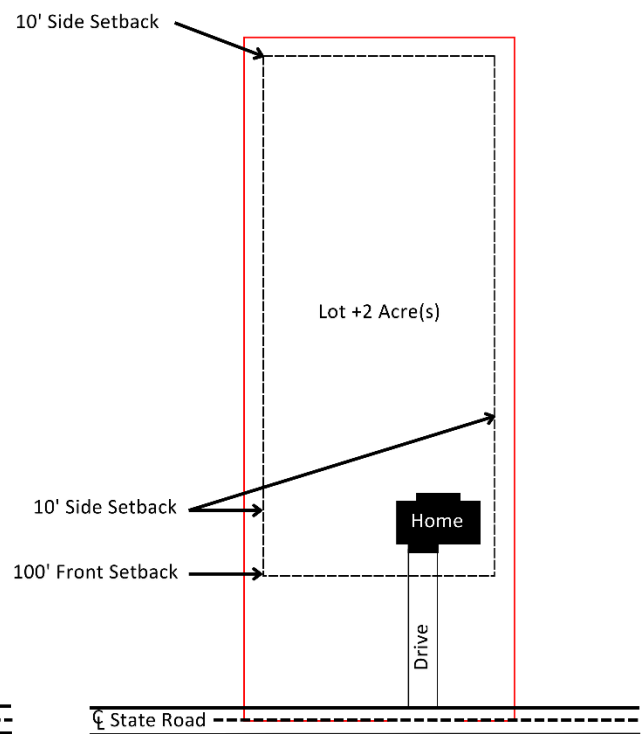 10' Side Setback
Lot +2 Acre(s)
10' Side Setback
Home
100' Front Setback
Drive
℄ State Road